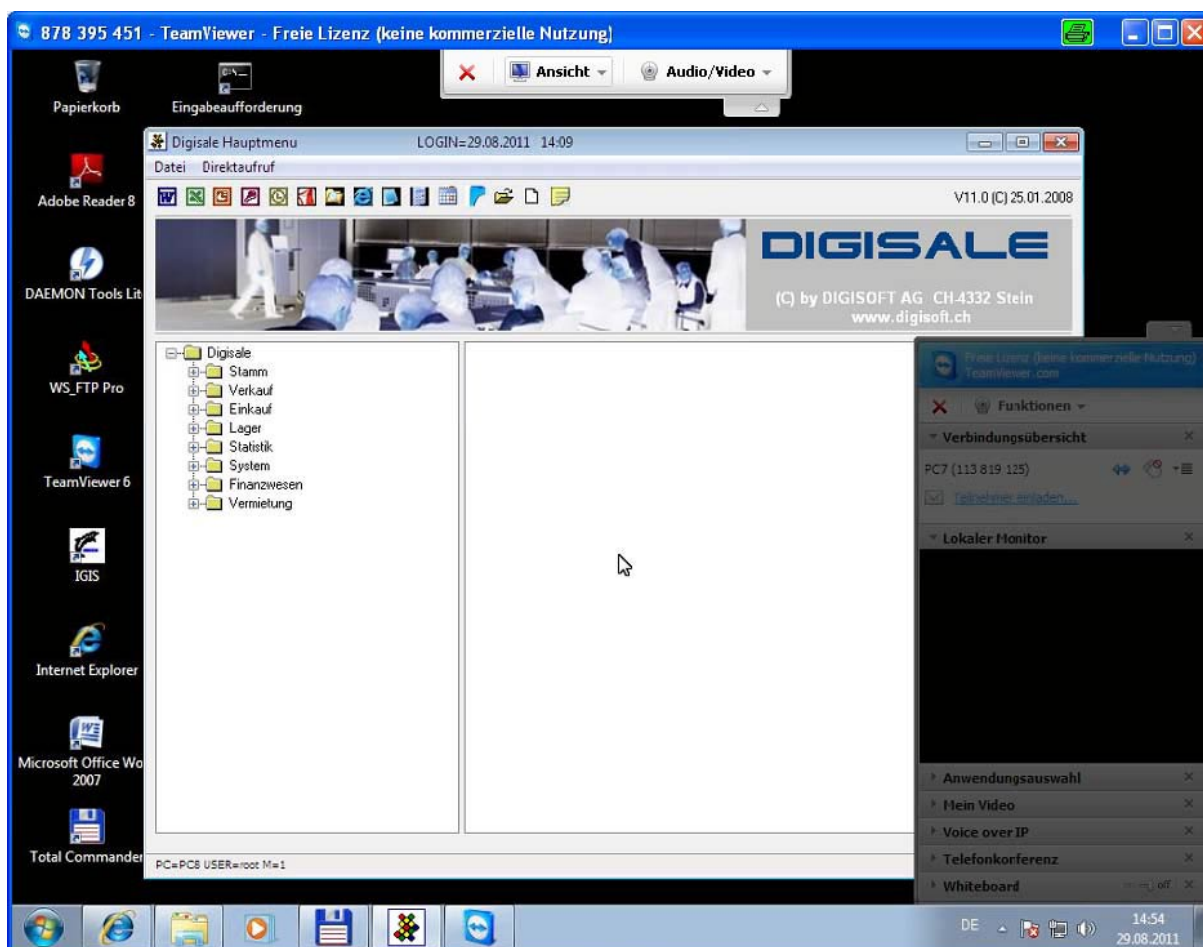 878 395 451 - TeamViewer - Freie Lizenz (keine kommerzielle Nutzung)
Ansicht
Audio/Video
Papierkorb
Eingabeaufforderung
Digisale Hauptmenu LOGIN=29.08.2011 14:09
Datei Direktaufruf
V11.0 (C) 25.01.2008
Adobe Reader 8
DIGISALE
(C) by DIGISOFT AG CH-4332 Stein
www.digisoft.ch
DAEMON Tools Lit
WS_FTP Pro
TeamViewer 6
IGIS
Internet Explorer
Microsoft Office Wo
2007
Total Commander
Digisale
Stamm
Verkauf
Einkauf
Lager
Statistik
System
Finanzwesen
Vermietung
Freie Lizenz (keine kommerzielle Nutzung)
TeamViewer.com
Funktionen
Verbindungsübersicht
PC7 (113 819 125)
Teilnehmer einladen...
Lokaler Monitor
Anwendungsauswahl
Mein Video
Voice over IP
Telefonkonferenz
Whiteboard
off
PC=PC8 USER=root M=1
DE
14:54
29.08.2011